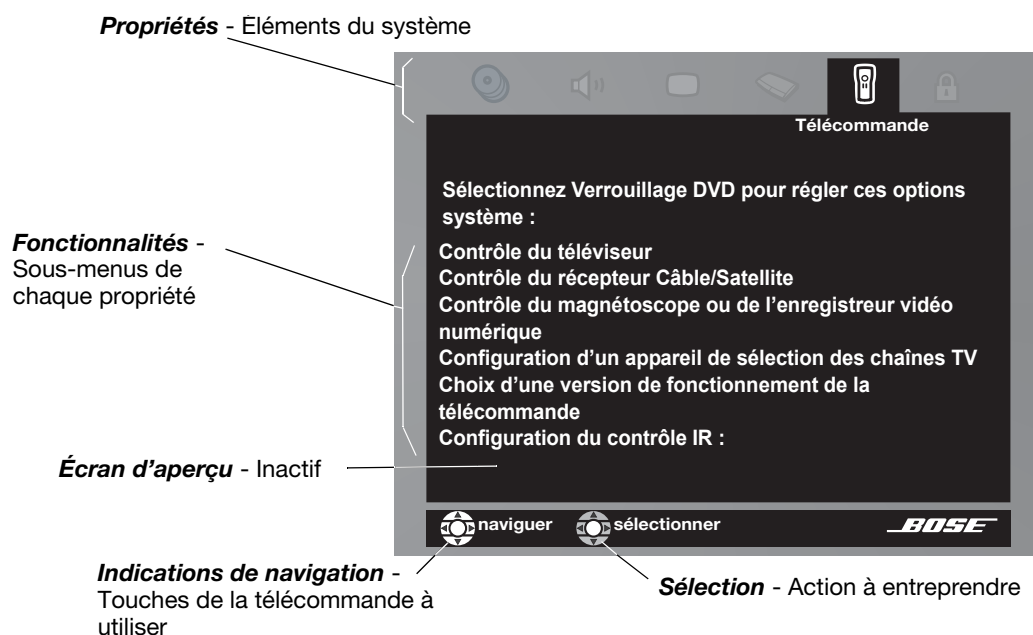 Propriétés - Éléments du système
Télécommande
Sélectionnez Verrouillage DVD pour régler ces options
système :
Fonctionnalités -
Sous-menus de
chaque propriété
Contrôle du téléviseur
Contrôle du récepteur Câble/Satellite
Contrôle du magnétoscope ou de l'enregistreur vidéo
numérique
Configuration d'un appareil de sélection des chaînes TV
Choix d'une version de fonctionnement de la
télécommande
Configuration du contrôle IR :
Écran d'aperçu - Inactif
naviguer
sélectionner
BOSE
Indications de navigation -
Touches de la télécommande à
utiliser
Sélection - Action à entreprendre